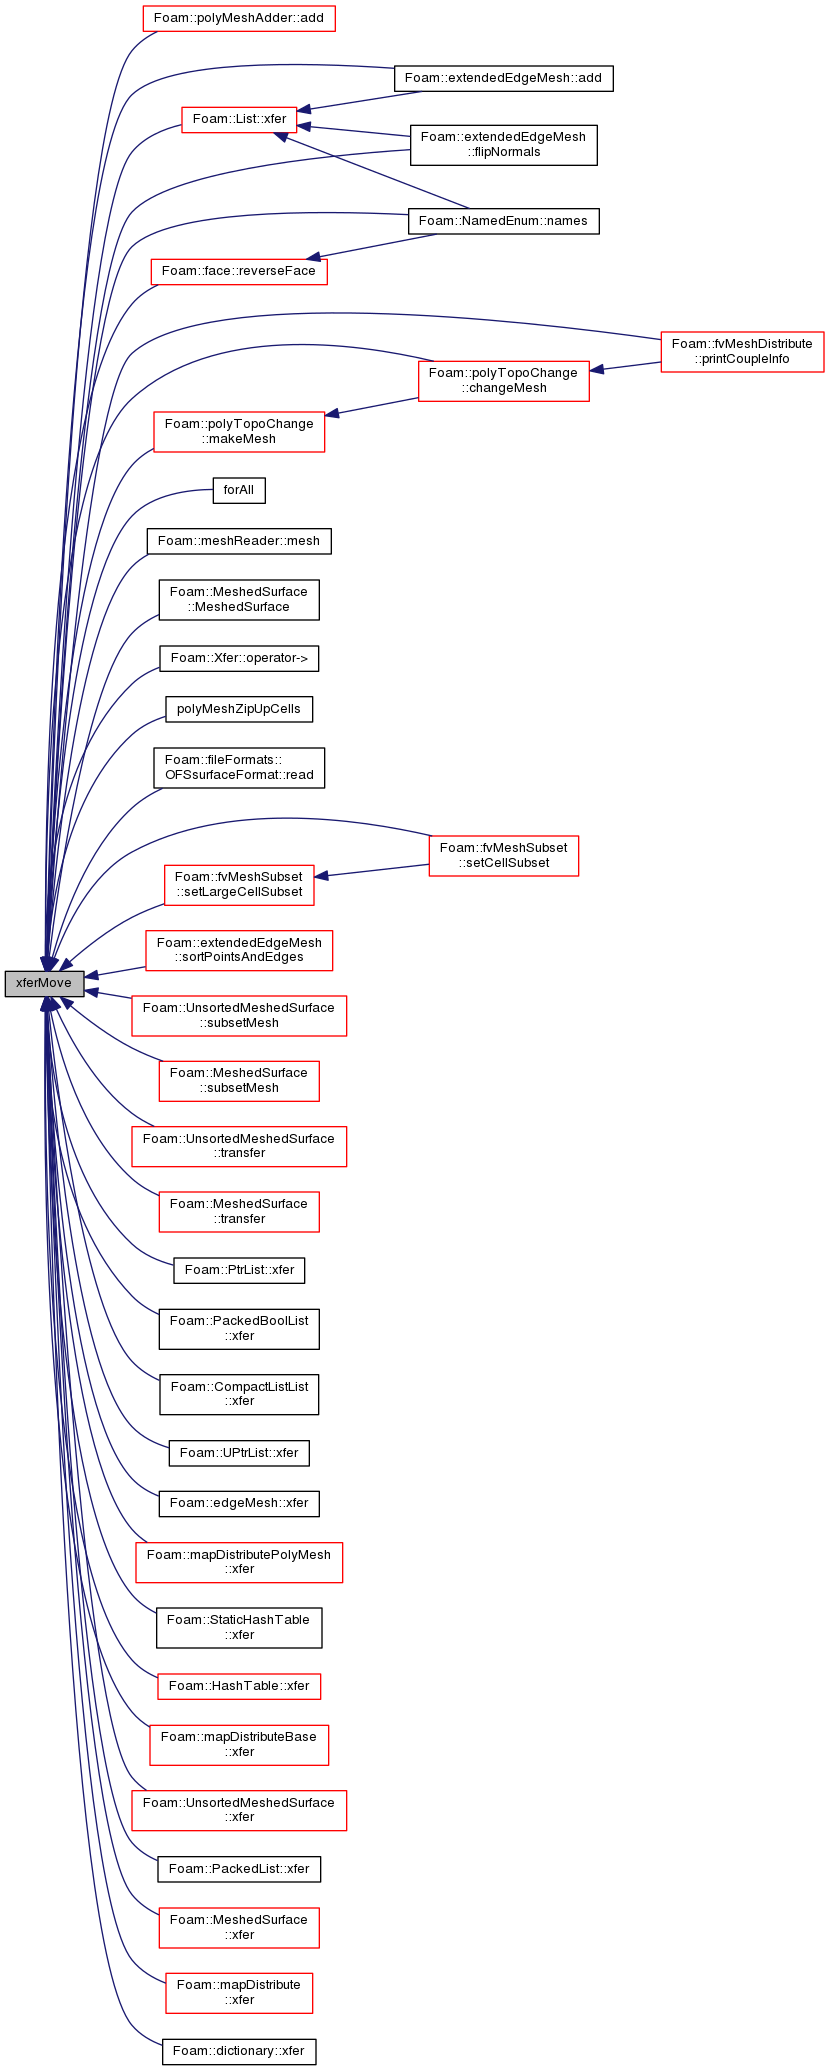 Foam::polyMeshAdder::add
Foam::extendedEdgeMesh::add
Foam::List::xfer
Foam::extendedEdgeMesh
::flipNormals
Foam::NamedEnum::names
Foam::face::reverseFace
Foam::fvMeshDistribute
::printCoupleInfo
Foam::polyTopoChange
::changeMesh
Foam::polyTopoChange
::makeMesh
forAll
Foam::meshReader::mesh
Foam::MeshedSurface
::MeshedSurface
Foam::Xfer::operator->
polyMeshZipUpCells
Foam::fileFormats::
OFSsurfaceFormat::read
Foam::fvMeshSubset
::setCellSubset
Foam::fvMeshSubset
::setLargeCellSubset
Foam::extendedEdgeMesh
::sortPointsAndEdges
xferMove
Foam::UnsortedMeshedSurface
::subsetMesh
Foam::MeshedSurface
::subsetMesh
Foam::UnsortedMeshedSurface
::transfer
Foam::MeshedSurface
::transfer
Foam::PtrList::xfer
Foam::PackedBoolList
::xfer
Foam::CompactListList
::xfer
Foam::UPtrList::xfer
Foam::edgeMesh::xfer
Foam::mapDistributePolyMesh
::xfer
Foam::StaticHashTable
::xfer
Foam::HashTable::xfer
Foam::mapDistributeBase
::xfer
Foam::UnsortedMeshedSurface
::xfer
Foam::PackedList::xfer
Foam::MeshedSurface
::xfer
Foam::mapDistribute
::xfer
Foam::dictionary::xfer